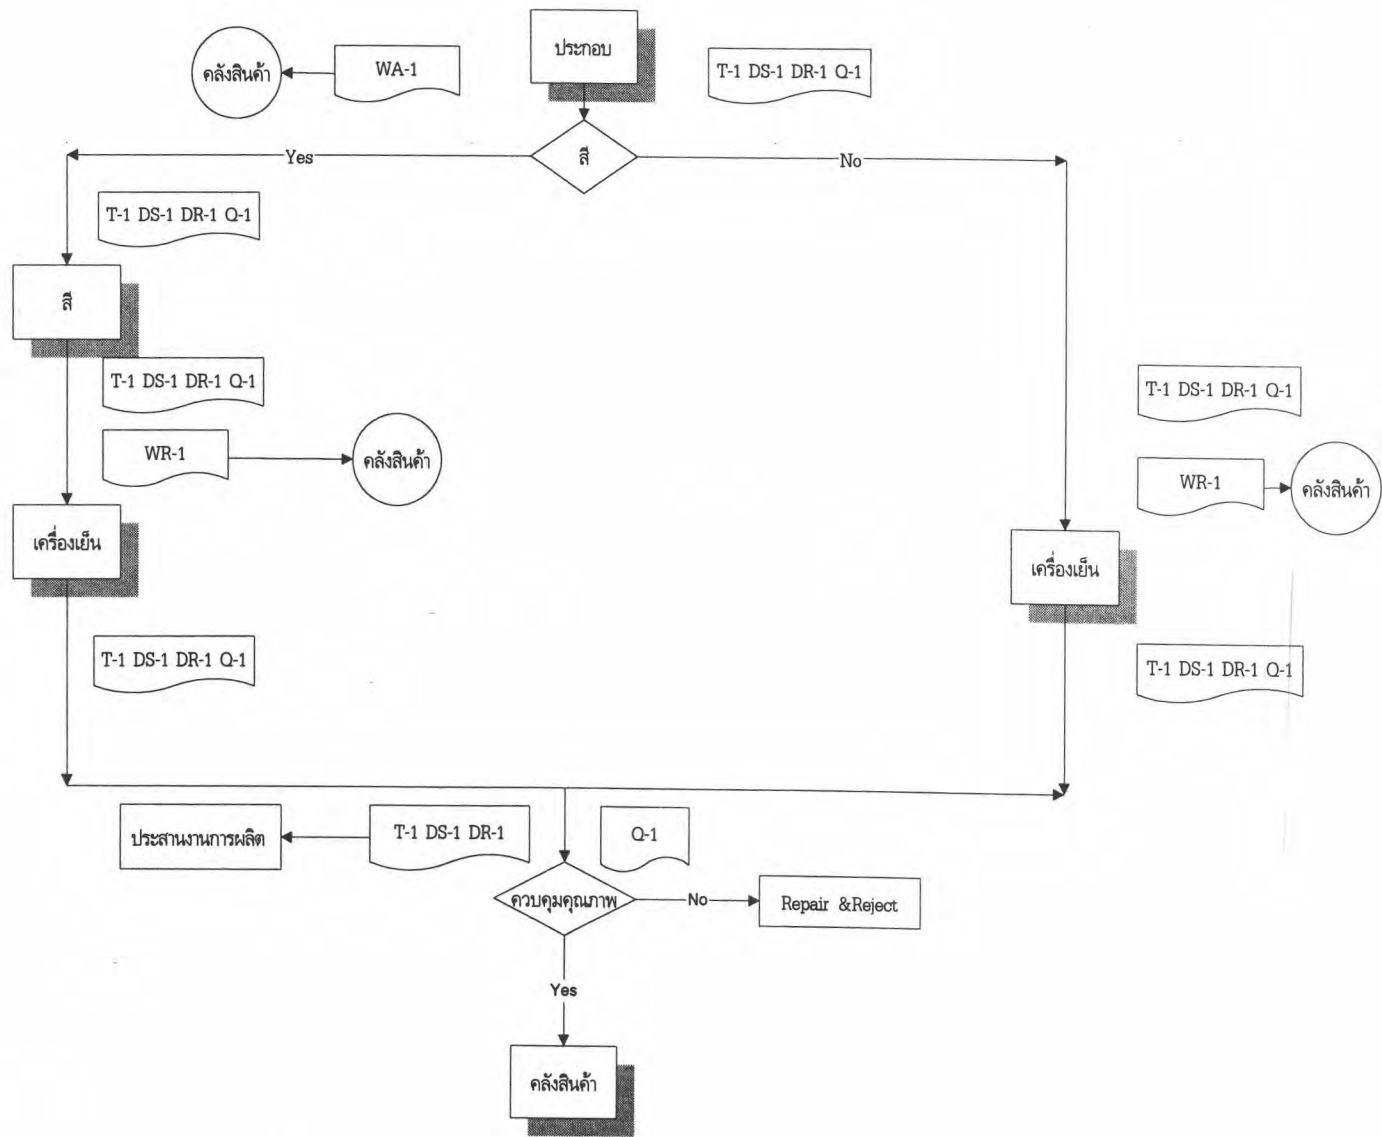 ประกอบ
คลังสินค้า
WA-1
T-1 DS-1 DR-1 Q-1
สี
Yes
No
T-1 DS-1 DR-1 Q-1
สี
T-1 DS-1 DR-1 Q-1
T-1 DS-1 DR-1 Q-1
WR-1
คลังสินค้า
WR-1
คลังสินค้า
เครื่องเย็น
เครื่องเย็น
T-1 DS-1 DR-1 Q-1
T-1 DS-1 DR-1 Q-1
ประสานงานการผลิต
T-1 DS-1 DR-1
Q-1
ควบคุมคุณภาพ
No
Repair &Reject
Yes
คลังสินค้า